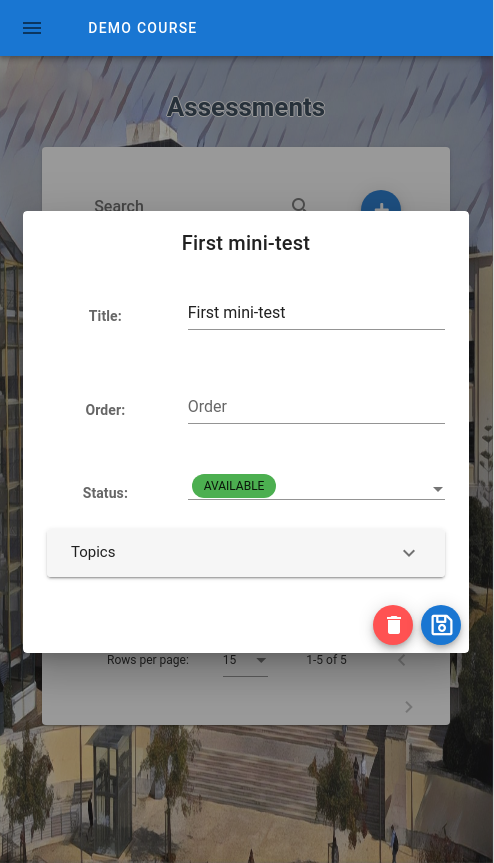 DEMO COURSE
Assessments
Search
First mini-test
Title: First mini-test
Order: Order
Status: AVAILABLE
Topics
Rows per page: 15 1-5 of 5